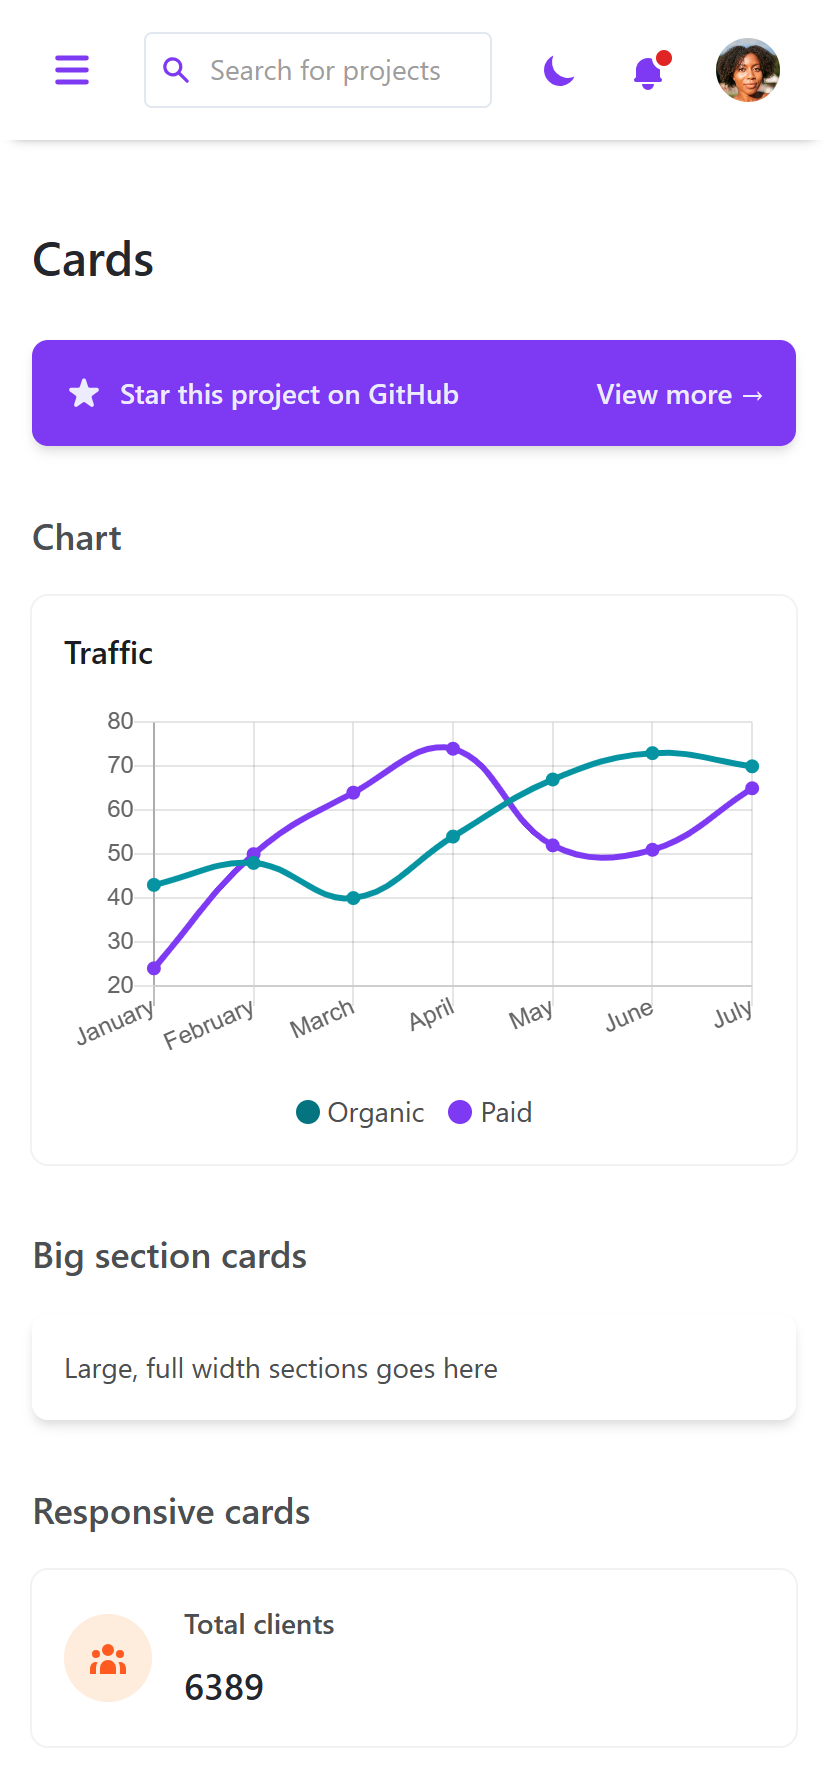 Search for projects
Cards
Star this project on GitHub
View more →
Chart
Traffic
80
70
60
50
40
30
20
January
February
March
April
May
June
July
Organic
Paid
Big section cards
Large, full width sections goes here
Responsive cards
Total clients
6389